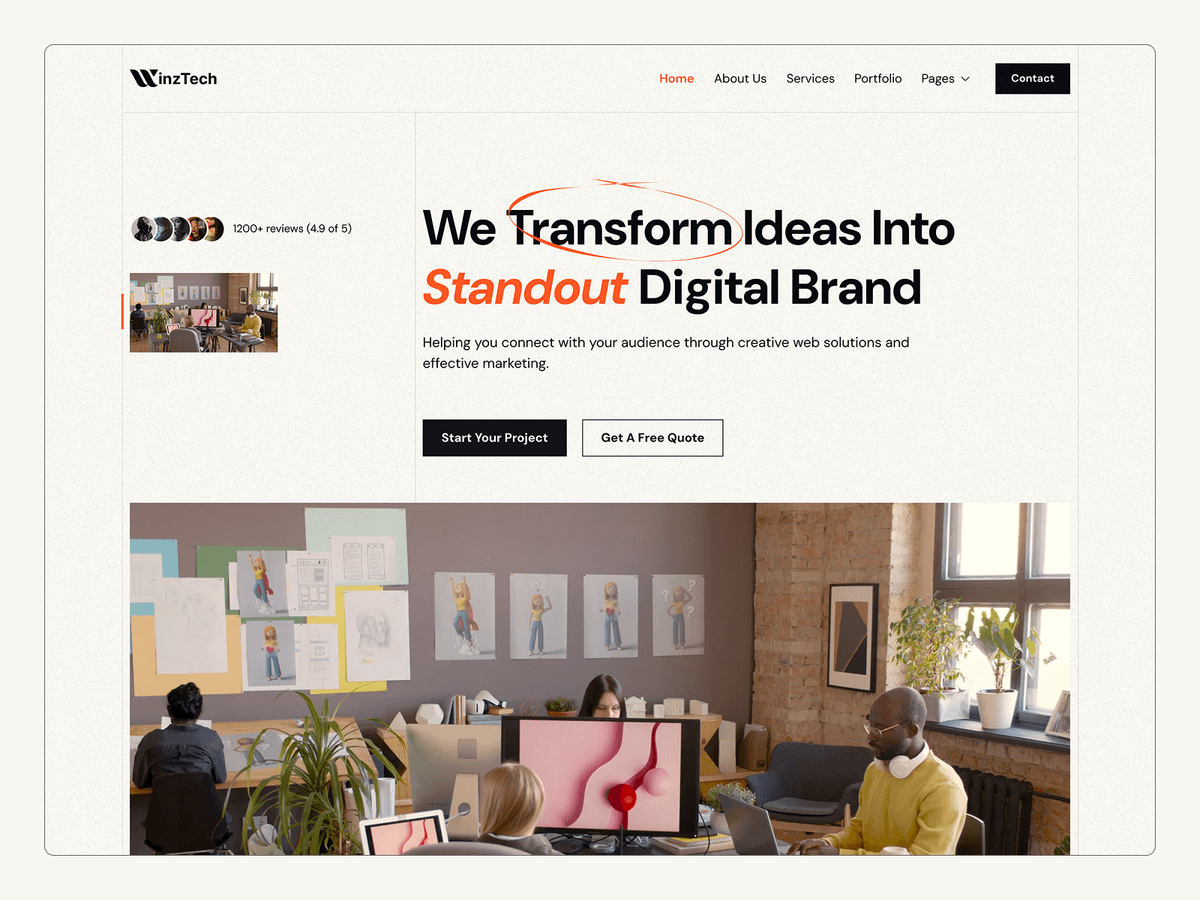 WinzTech
Home About Us Services Portfolio Pages Contact
1200+ reviews (4.9 of 5)
We Transform Ideas Into
Standout Digital Brand
Helping you connect with your audience through creative web solutions and
effective marketing.
Start Your Project Get A Free Quote
? ?
?